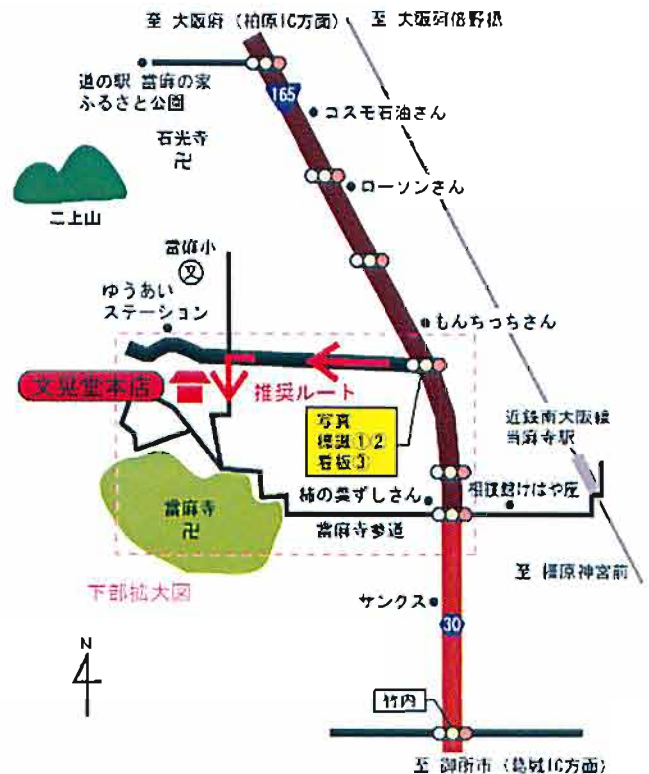 至 大阪府（柏原IC方面）
至 大阪阿倍野橋
道の駅 當麻の家
ふるさと公園
165
コスモ石油さん
石光寺
卍
ローソンさん
二上山
當麻小
文
ゆうあい
ステーション
もんちっちさん
文晃堂本店
推奨ルート
写真
標識①②
看板③
近鉄南大阪線
当麻寺駅
柿の葉ずしさん
相撲館けはや座
當麻寺
卍
當麻寺参道
下部拡大図
至 橿原神宮前
サンクス
30
N
竹内
至 御所市（葛城IC方面）